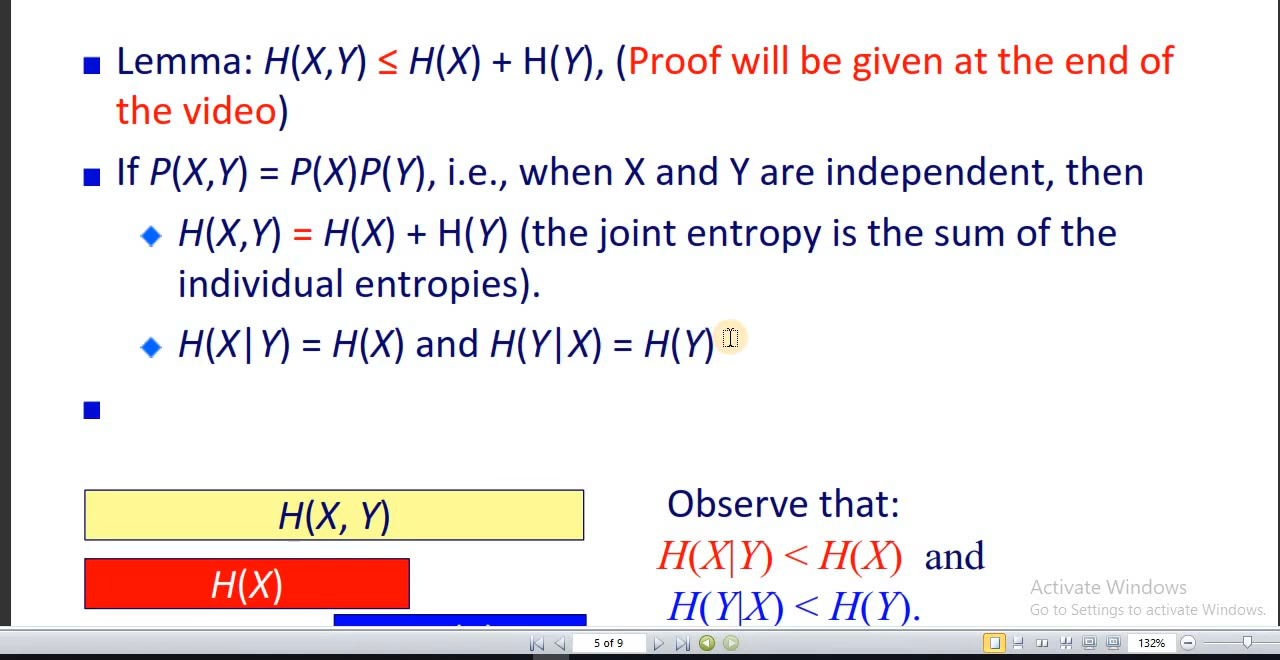 Lemma: H(X,Y) ≤ H(X) + H(Y), (Proof will be given at the end of
the video)
If P(X,Y) = P(X)P(Y), i.e., when X and Y are independent, then
H(X,Y) = H(X) + H(Y) (the joint entropy is the sum of the
individual entropies).
H(X|Y) = H(X) and H(Y|X) = H(Y)
H(X, Y)
H(X)
Observe that:
H(X|Y) < H(X) and
H(Y|X) < H(Y).
Activate Windows
Go to Settings to activate Windows.
5 of 9
132%